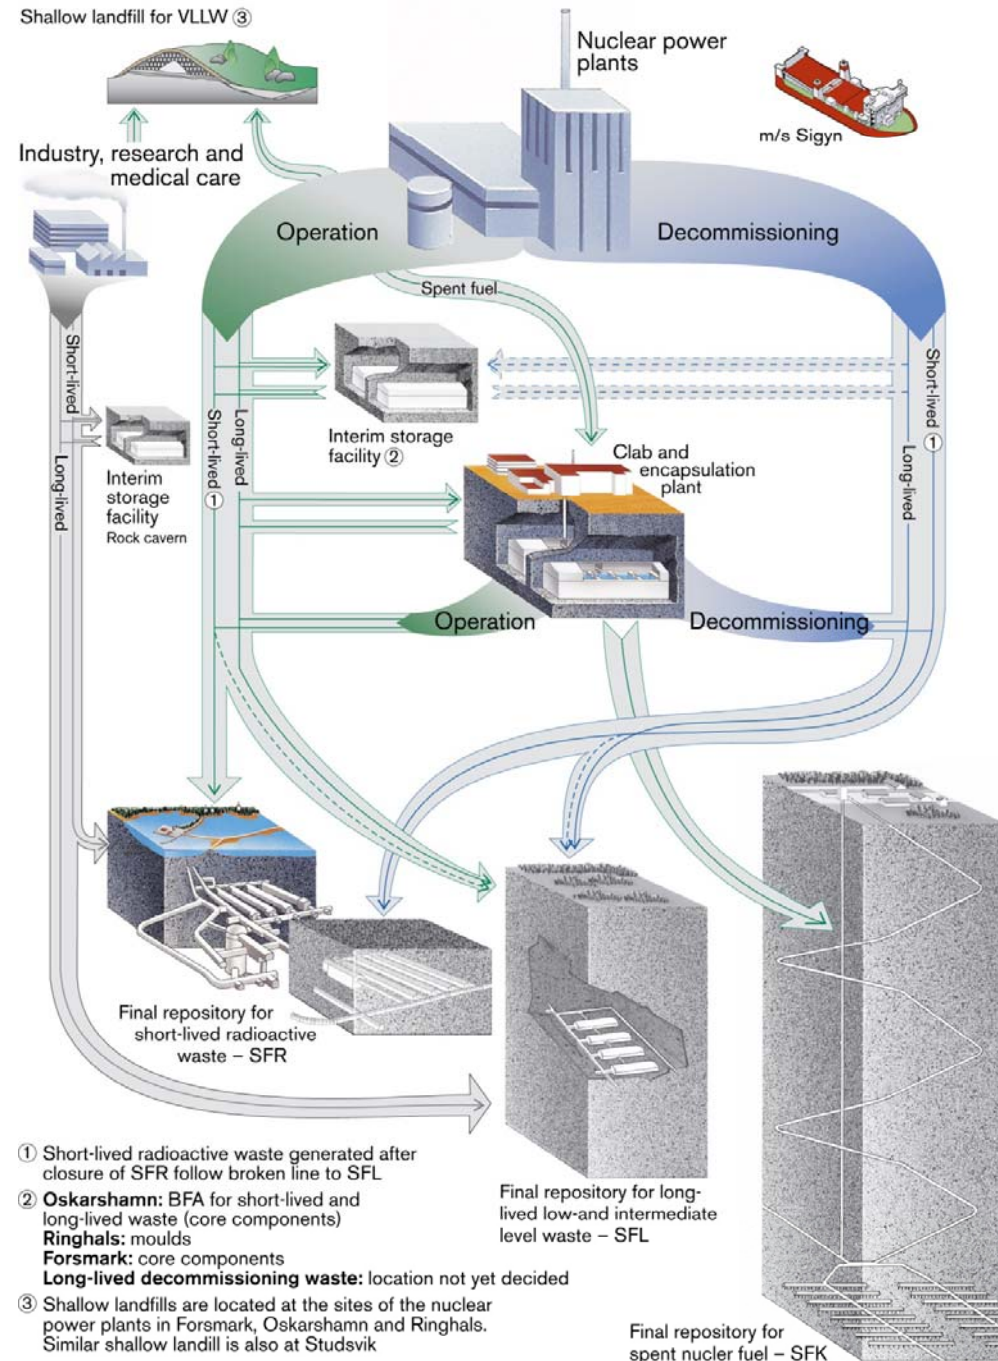 Shallow landfill for VLLW ③
Nuclear power
plants
m/s Sigyn
Industry, research and
medical care
Operation
Decommissioning
Spent fuel
Short-lived
Long-lived
Interim
storage
facility
Rock cavern
Short-lived ①
Long-lived
Interim storage
facility ②
Clab and
encapsulation
plant
Short-lived ①
Long-lived
Operation
Decommissioning
Final repository for
short-lived radioactive
waste – SFR
① Short-lived radioactive waste generated after
closure of SFR follow broken line to SFL
② Oskarshamn: BFA for short-lived and
long-lived waste (core components)
Ringhals: moulds
Forsmark: core components
Long-lived decommissioning waste: location not yet decided
③ Shallow landfills are located at the sites of the nuclear
power plants in Forsmark, Oskarshamn and Ringhals.
Similar shallow landill is also at Studsvik
Final repository for long-
lived low-and intermediate
level waste – SFL
Final repository for
spent nucler fuel – SFK